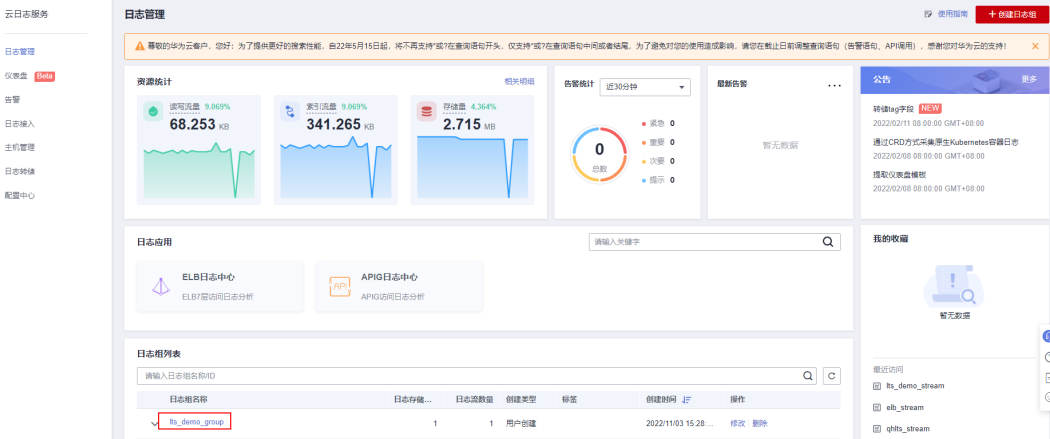 云日志服务
日志管理
仪表盘 Beta
告警
日志接入
主机管理
日志转储
配置中心
日志管理
使用指南
+ 创建日志组
尊敬的华为云客户，您好：为了提供更好的搜索性能，自22年5月15日起，将不再支持*或?在查询语句开头，仅支持*或?在查询语句中间或者结尾。为了避免对您的使用造成影响，请您在截止日前调整查询语句（告警语句、API调用），感谢您对华为云的支持！
资源统计
相关明细
读写流量 9.069%
68.253 KB
索引流量 9.069%
341.265 KB
存储量 4.364%
2.715 MB
告警统计
近30分钟
0
总数
紧急 0
重要 0
次要 0
提示 0
最新告警
...
暂无数据
公告
更多
转储tag字段 NEW
2022/02/11 08:00:00 GMT+08:00
通过CRD方式采集原生Kubernetes容器日志
2022/02/08 08:00:00 GMT+08:00
提取仪表盘模板
2022/02/08 08:00:00 GMT+08:00
日志应用
请输入关键字
ELB日志中心
ELB7层访问日志分析
API
APIG日志中心
APIG访问日志分析
我的收藏
暂无数据
日志组列表
请输入日志组名称/ID
日志组名称 日志存储... 日志流数量 创建类型 标签 创建时间 操作
lts_demo_group 1 1 用户创建 2022/11/03 15:28:... 修改 删除
最近访问
lts_demo_stream
elb_stream
qhlts_stream